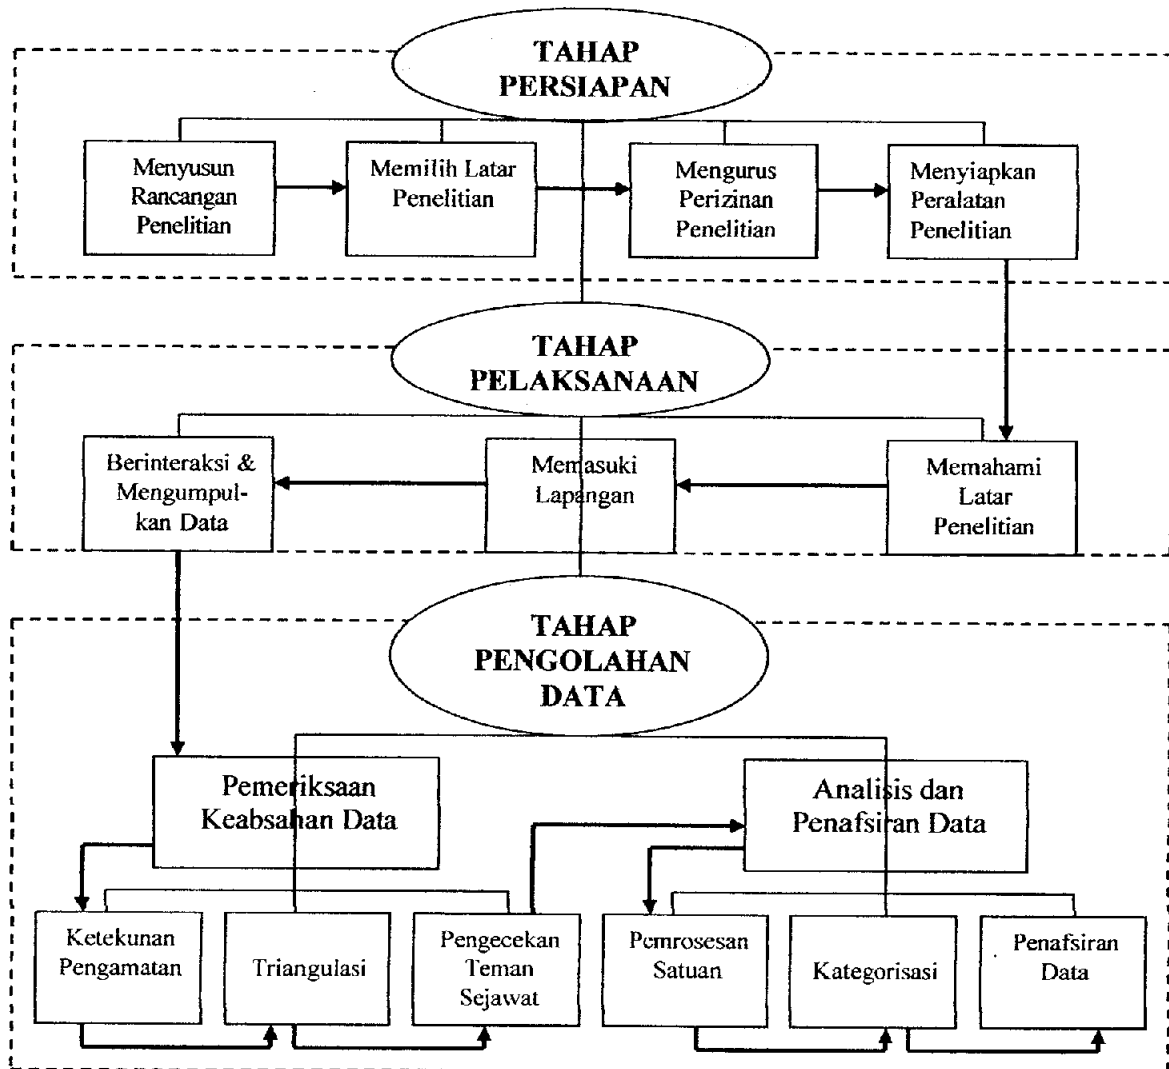 TAHAP
PERSIAPAN
Menyusun
Rancangan
Penelitian
Memilih Latar
Penelitian
Mengurus
Perizinan
Penelitian
Menyiapkan
Peralatan
Penelitian
TAHAP
PELAKSANAAN
Berinteraksi &
Mengumpul-
kan Data
Memasuki
Lapangan
Memahami
Latar
Penelitian
TAHAP
PENGOLAHAN
DATA
Pemeriksaan
Keabsahan Data
Analisis dan
Penafsiran Data
Ketekunan
Pengamatan
Triangulasi
Pengecekan
Teman
Sejawat
Pemrosesan
Satuan
Kategorisasi
Penafsiran
Data